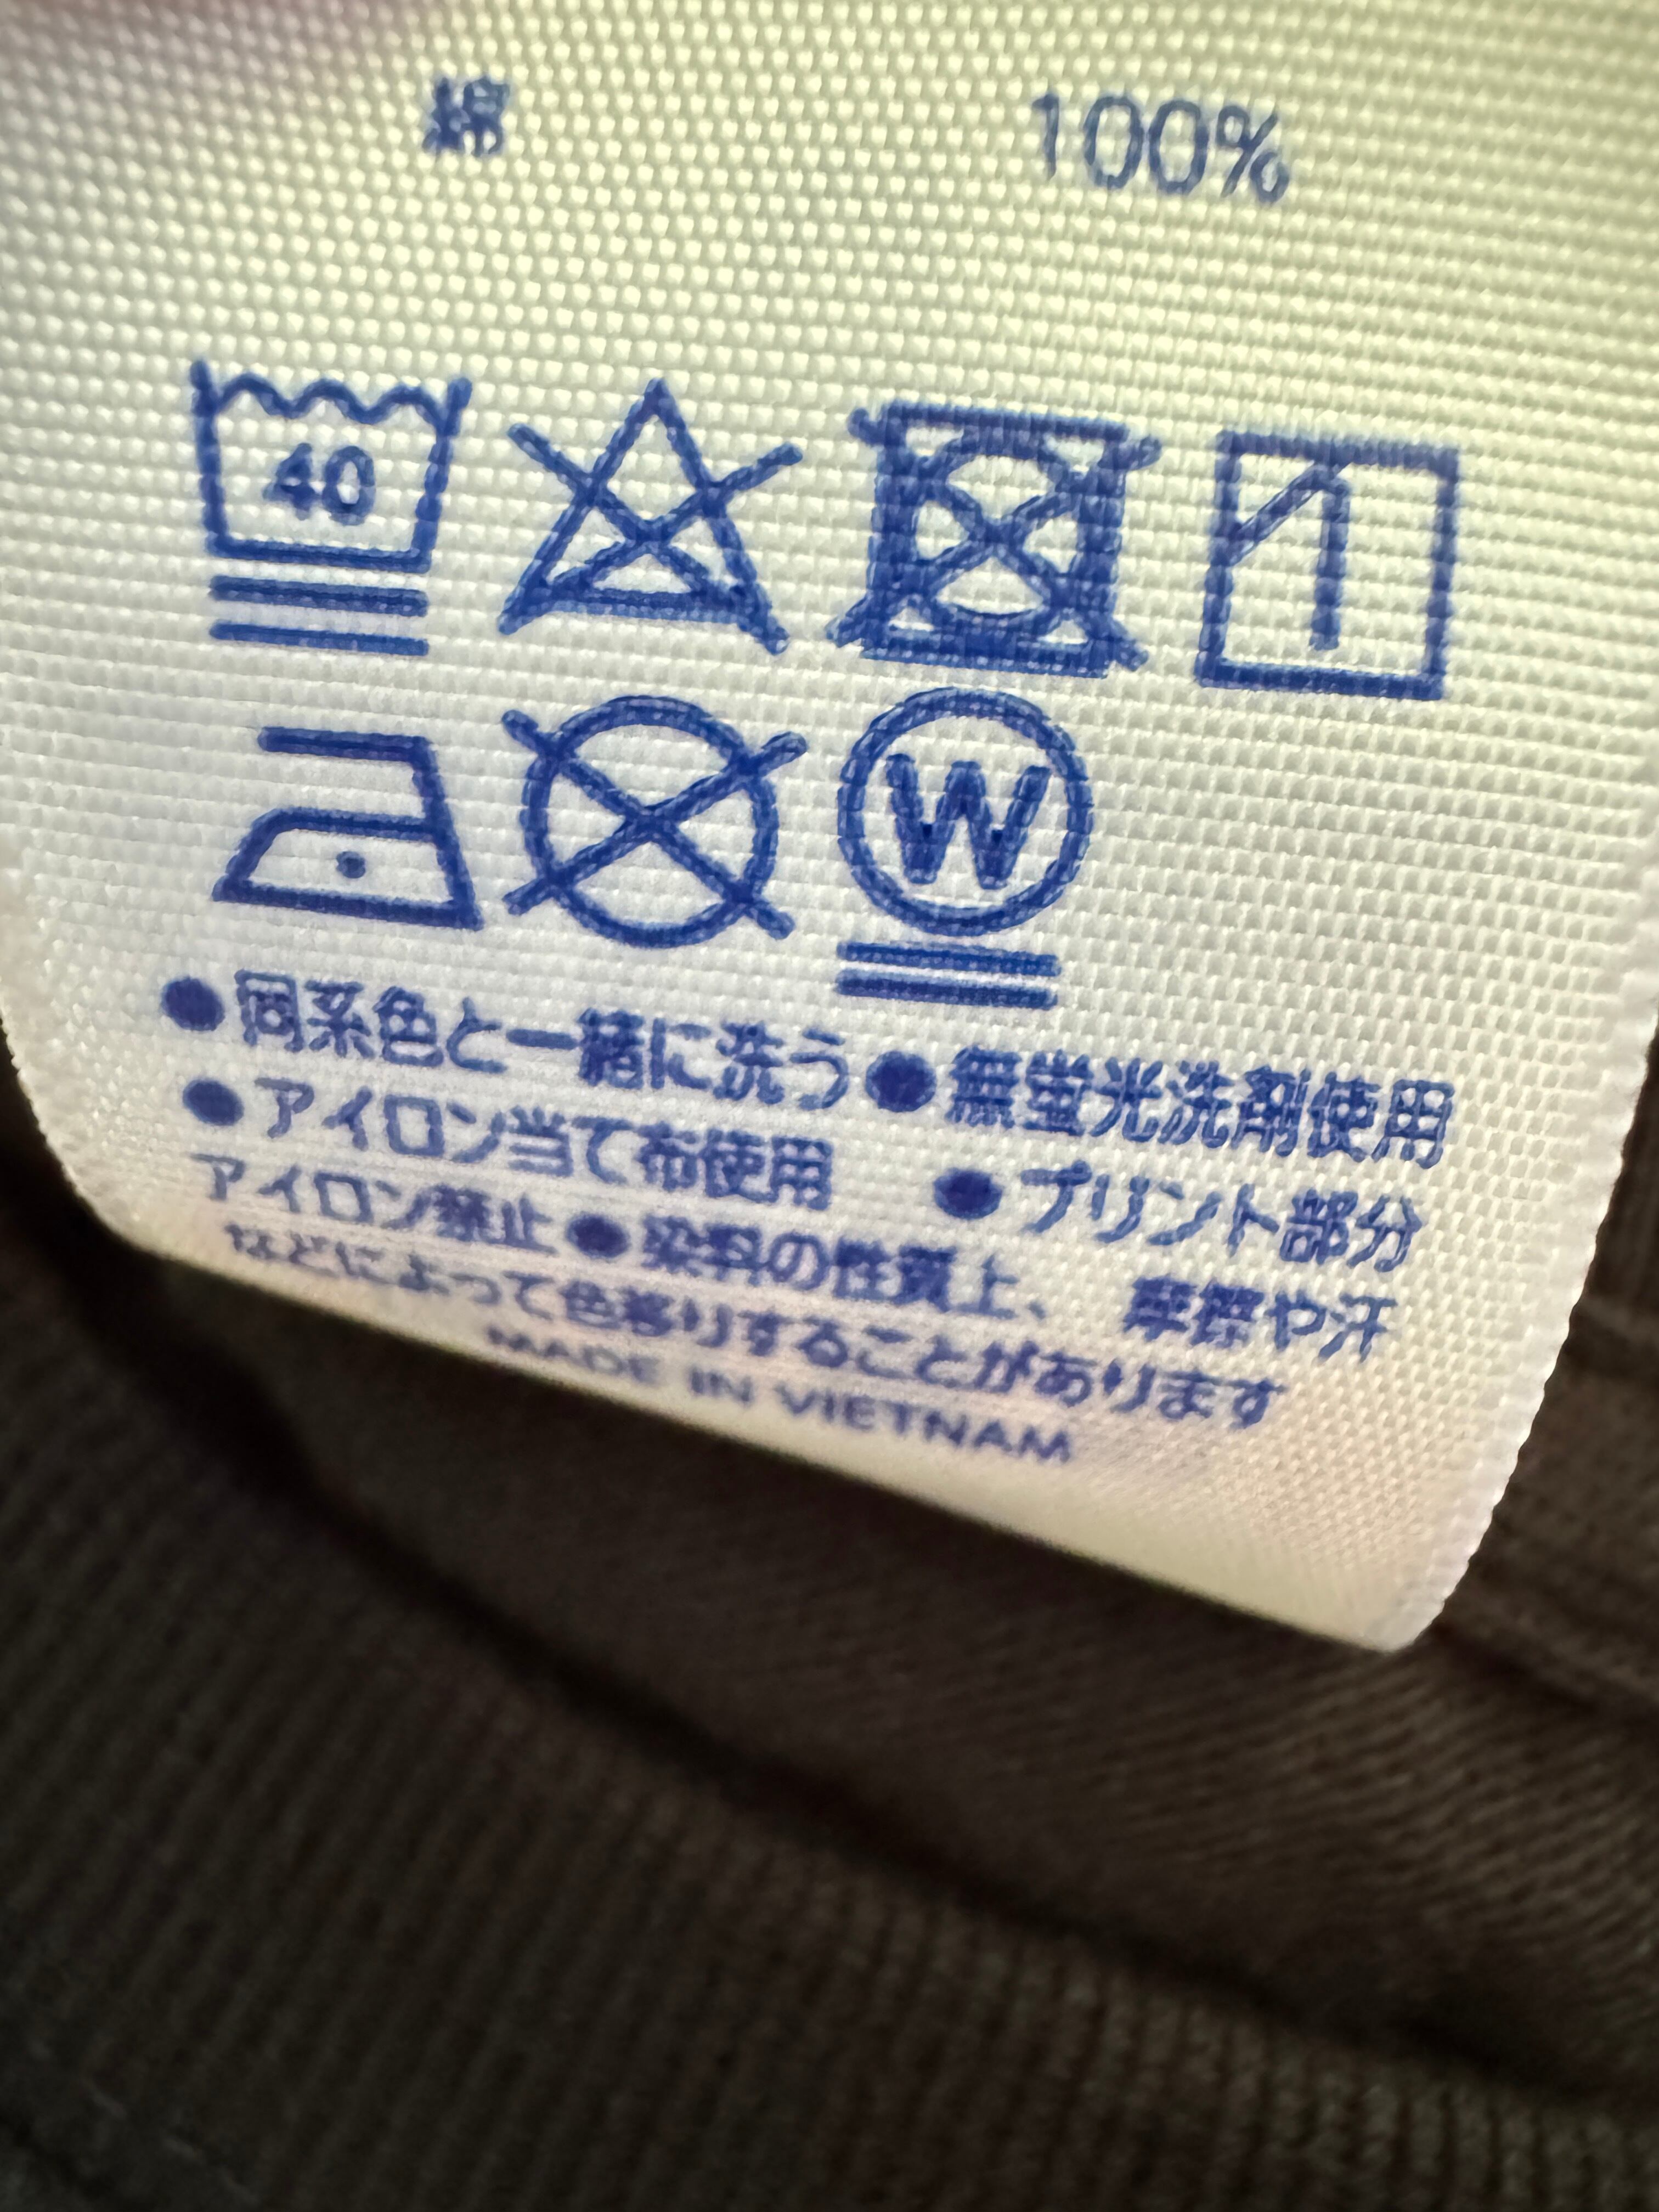 綿 100%
40
W
●同系色と一緒に洗う●無蛍光洗剤使用
●アイロン当て布使用 ●プリント部分
アイロン禁止●染料の性質上、摩擦や汗
などによって色移りすることがあります
MADE IN VIETNAM